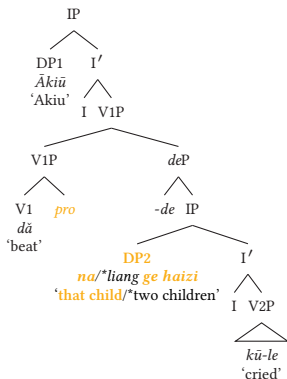 IP
DP1 I′
Ākiū
‘Akiu’
I V1P
V1P deP
V1 pro -de IP
dă
‘beat’
DP2 I′
na/*liang ge haizi
‘that child/*two children’ I V2P
kū-le
‘cried’